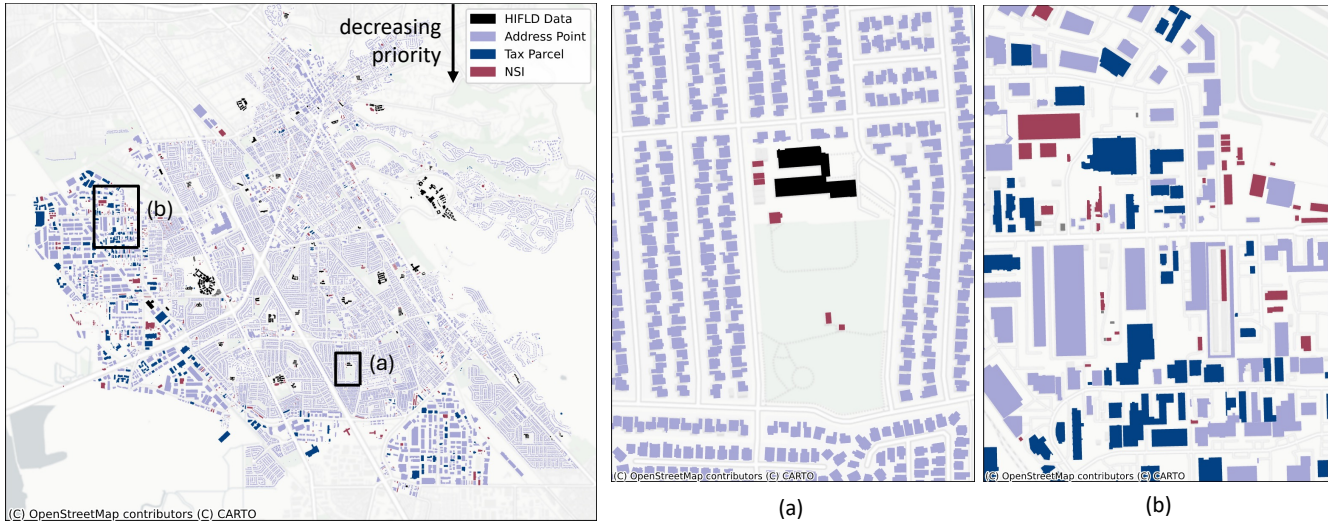 decreasing
priority
HIFLD Data
Address Point
Tax Parcel
NSI
(b)
(a)
(C) OpenStreetMap contributors (C) CARTO
(C) OpenStreetMap contributors (C) CARTO
(C) OpenStreetMap contributors (C) CARTO
(a)
(b)